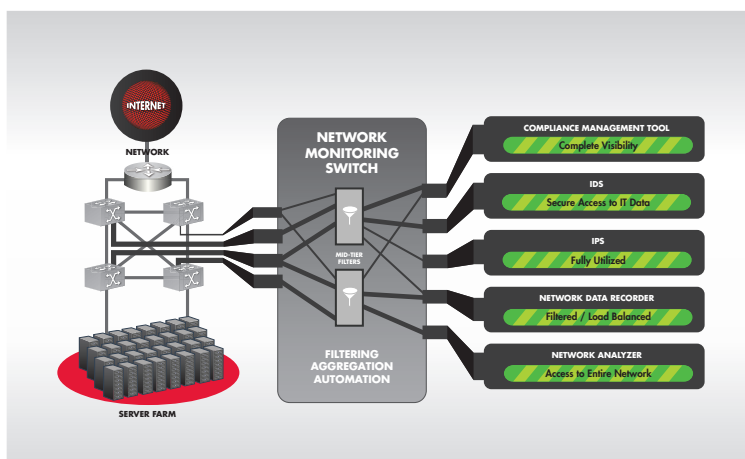 INTERNET
NETWORK
SERVER FARM
NETWORK
MONITORING
SWITCH
MID-TIER
FILTERS
FILTERING
AGGREGATION
AUTOMATION
COMPLIANCE MANAGEMENT TOOL
Complete Visibility
IDS
Secure Access to IT Data
IPS
Fully Utilized
NETWORK DATA RECORDER
Filtered / Load Balanced
NETWORK ANALYZER
Access to Entire Network